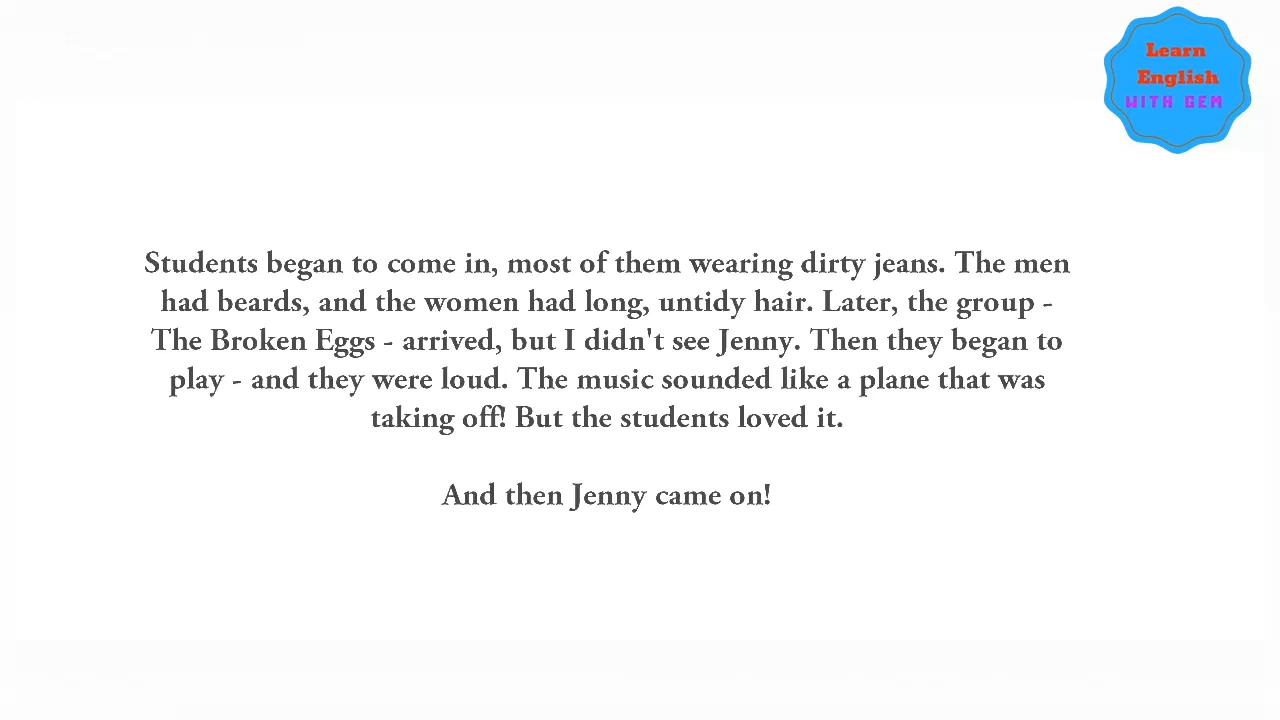 Learn
English
WITH GEM
Students began to come in, most of them wearing dirty jeans. The men
had beards, and the women had long, untidy hair. Later, the group -
The Broken Eggs - arrived, but I didn't see Jenny. Then they began to
play - and they were loud. The music sounded like a plane that was
taking off! But the students loved it.
And then Jenny came on!